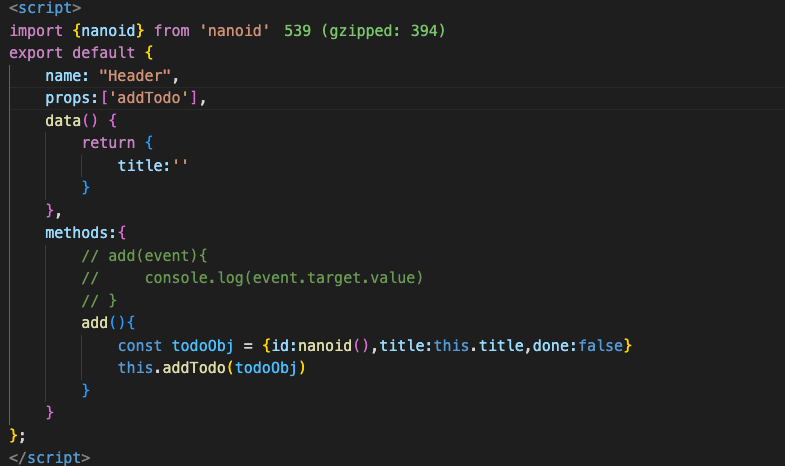 <script>
import {nanoid} from 'nanoid' 539 (gzipped: 394)
export default {
    name: "Header",
    props:['addTodo'],
    data() {
        return {
            title:''
        }
    },
    methods:{
        // add(event){
        //     console.log(event.target.value)
        // }
        add(){
            const todoObj = {id:nanoid(),title:this.title,done:false}
            this.addTodo(todoObj)
        }
    }
};
</script>